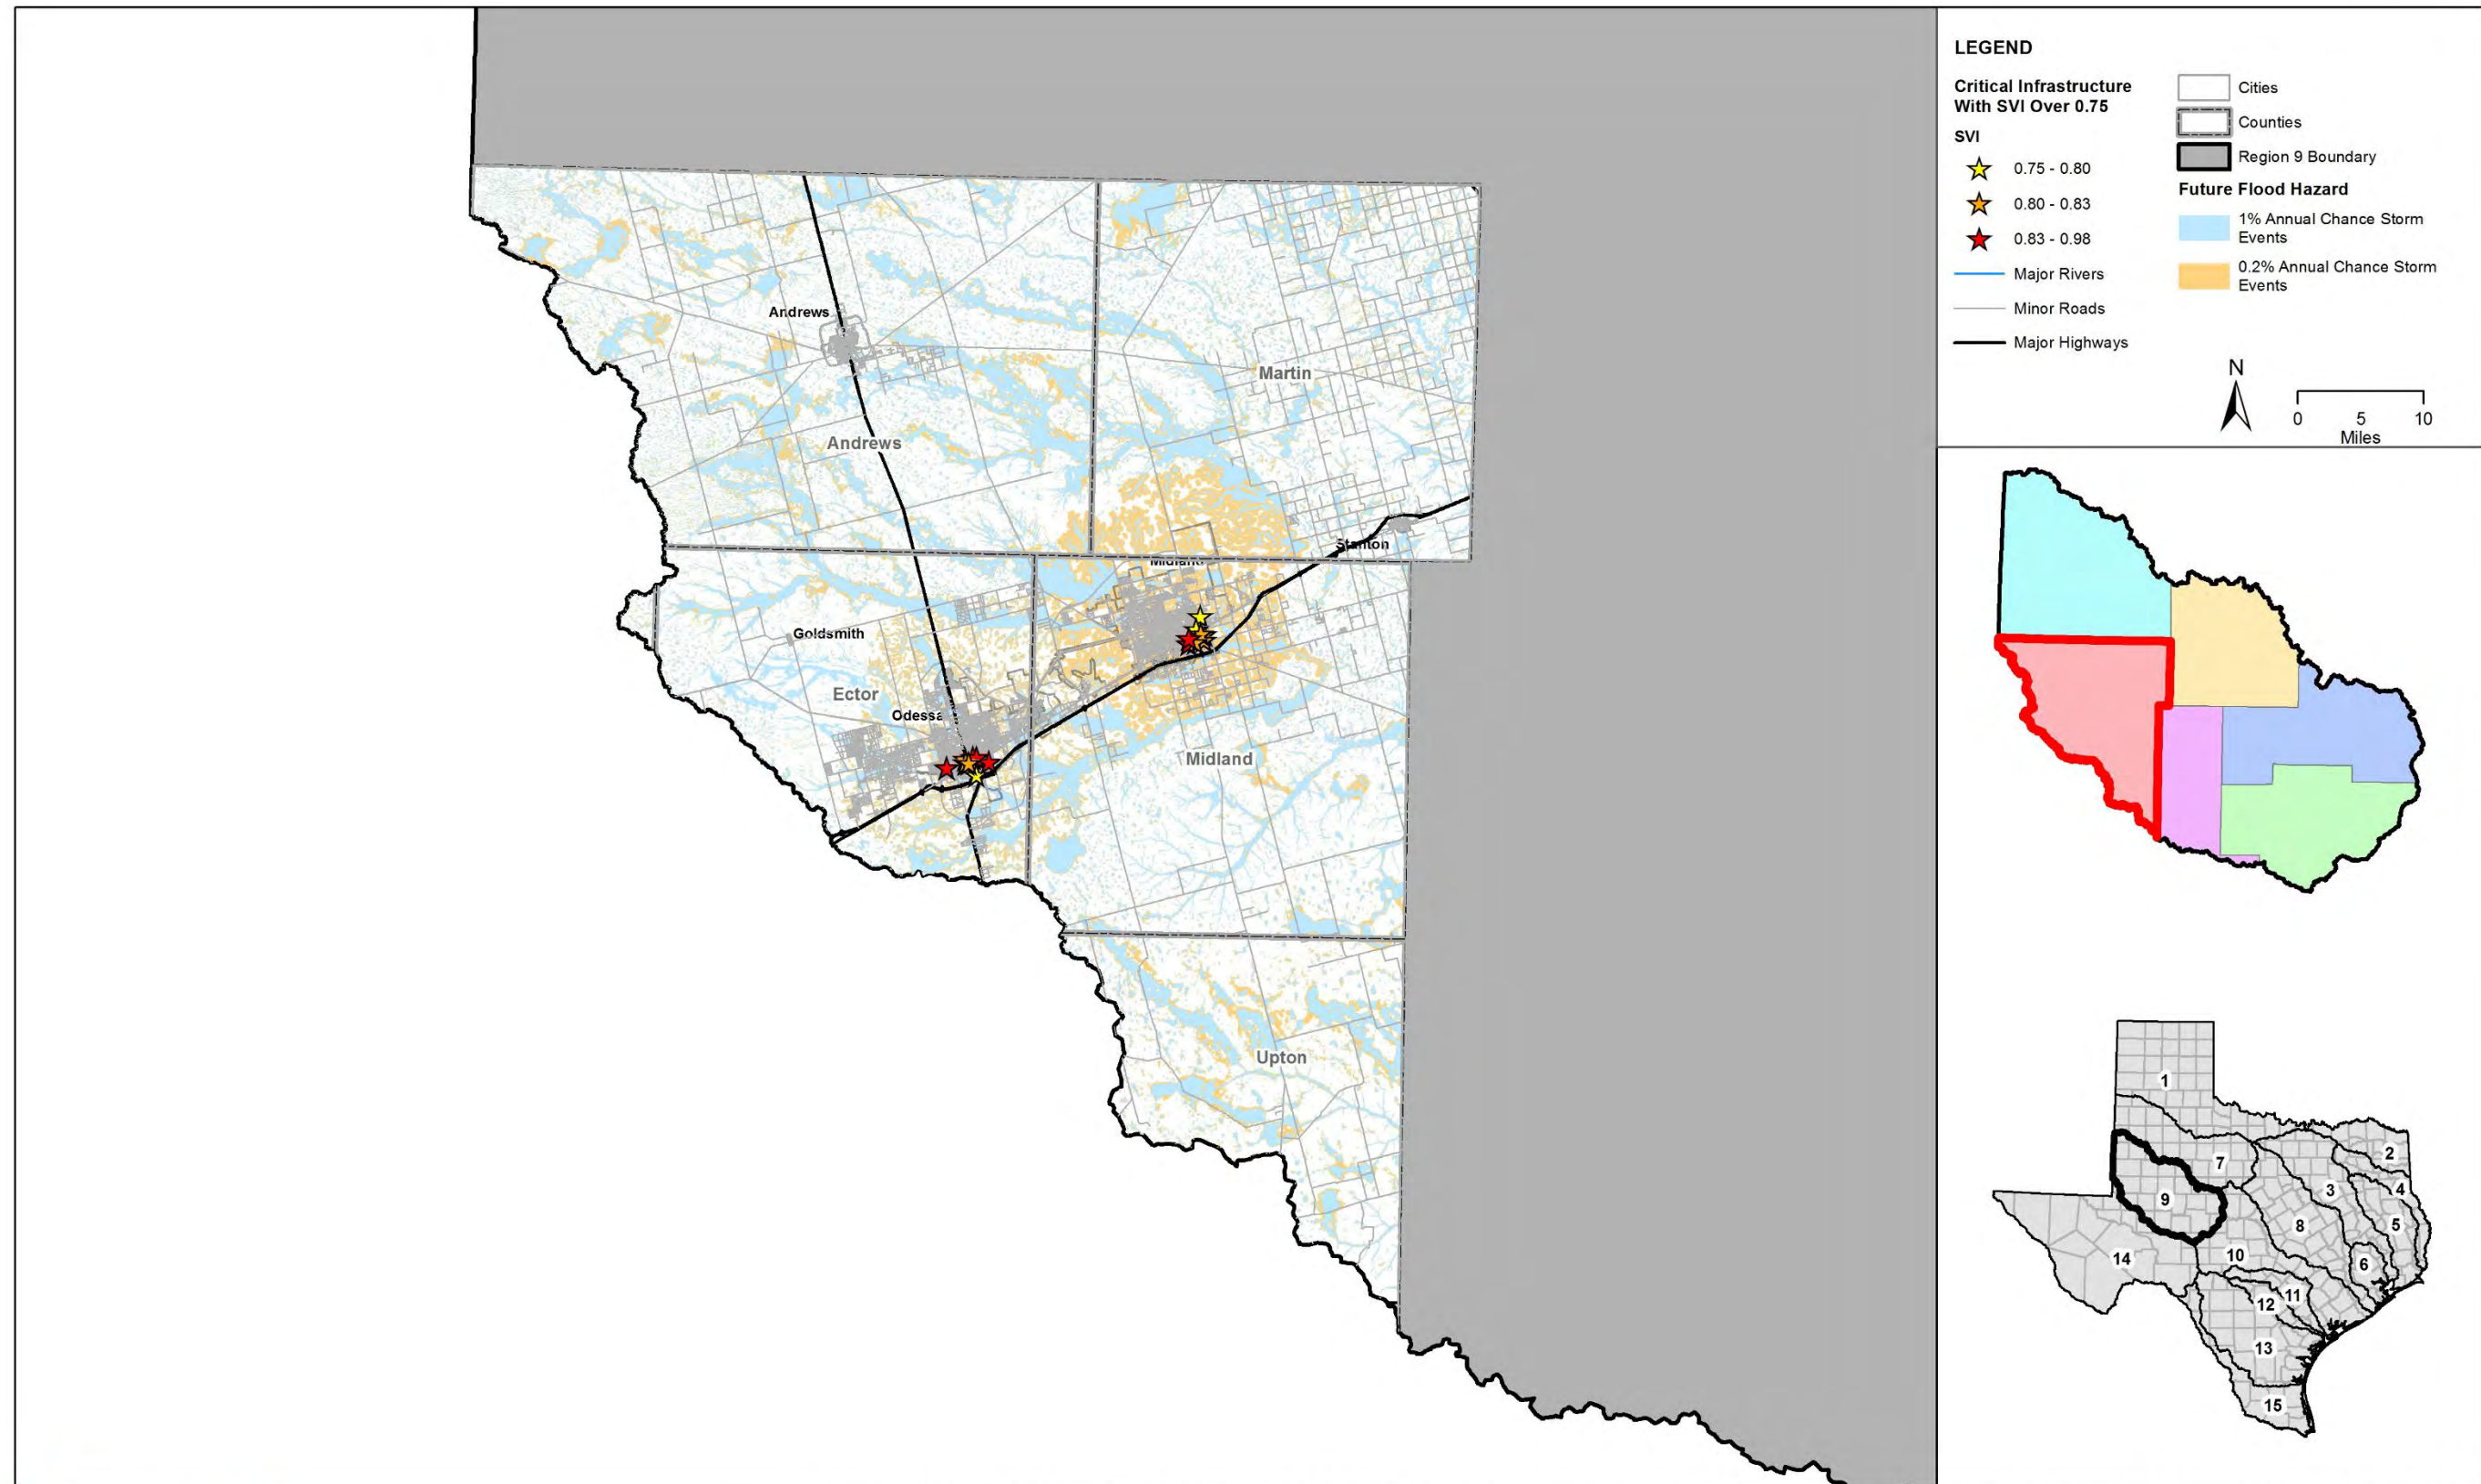 LEGEND
Critical Infrastructure
With SVI Over 0.75
SVI
0.75 - 0.80
0.80 - 0.83
0.83 - 0.98
Major Rivers
Minor Roads
Major Highways
Cities
Counties
Region 9 Boundary
Future Flood Hazard
1% Annual Chance Storm
Events
0.2% Annual Chance Storm
Events
N
0 5 10
Miles
Andrews
Martin
Andrews
Stanton
Midland
Goldsmith
Ector
Odessa
Midland
Upton
1
2
7
3
4
9
5
8
10
14
6
11
12
13
15